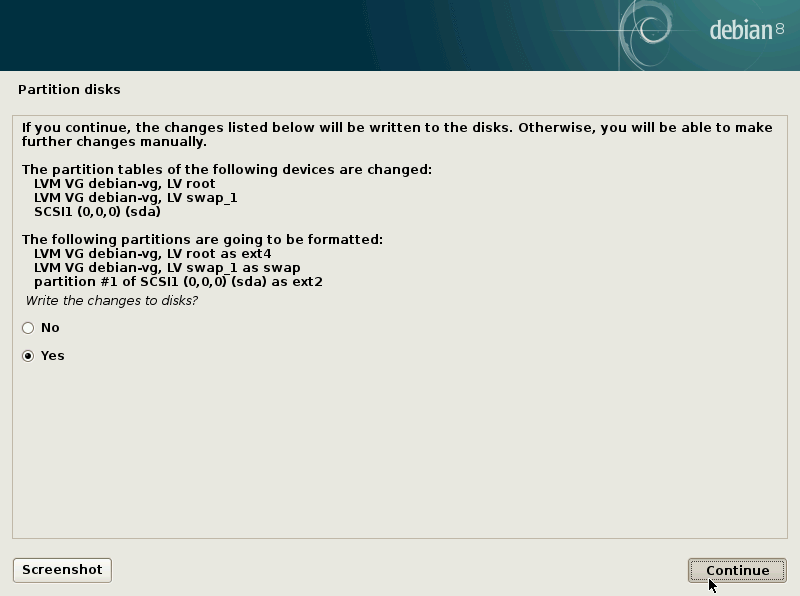 debian 8
Partition disks
If you continue, the changes listed below will be written to the disks. Otherwise, you will be able to make
further changes manually.
The partition tables of the following devices are changed:
LVM VG debian-vg, LV root
LVM VG debian-vg, LV swap_1
SCSI1 (0,0,0) (sda)
The following partitions are going to be formatted:
LVM VG debian-vg, LV root as ext4
LVM VG debian-vg, LV swap_1 as swap
partition #1 of SCSI1 (0,0,0) (sda) as ext2
Write the changes to disks?
No
Yes
Screenshot
Continue